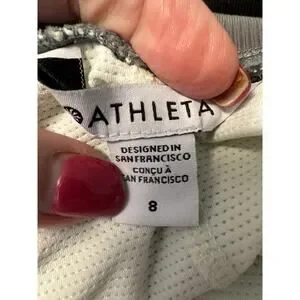 ATHLETA
DESIGNED IN
SAN FRANCISCO
CONÇU À
SAN FRANCISCO
8